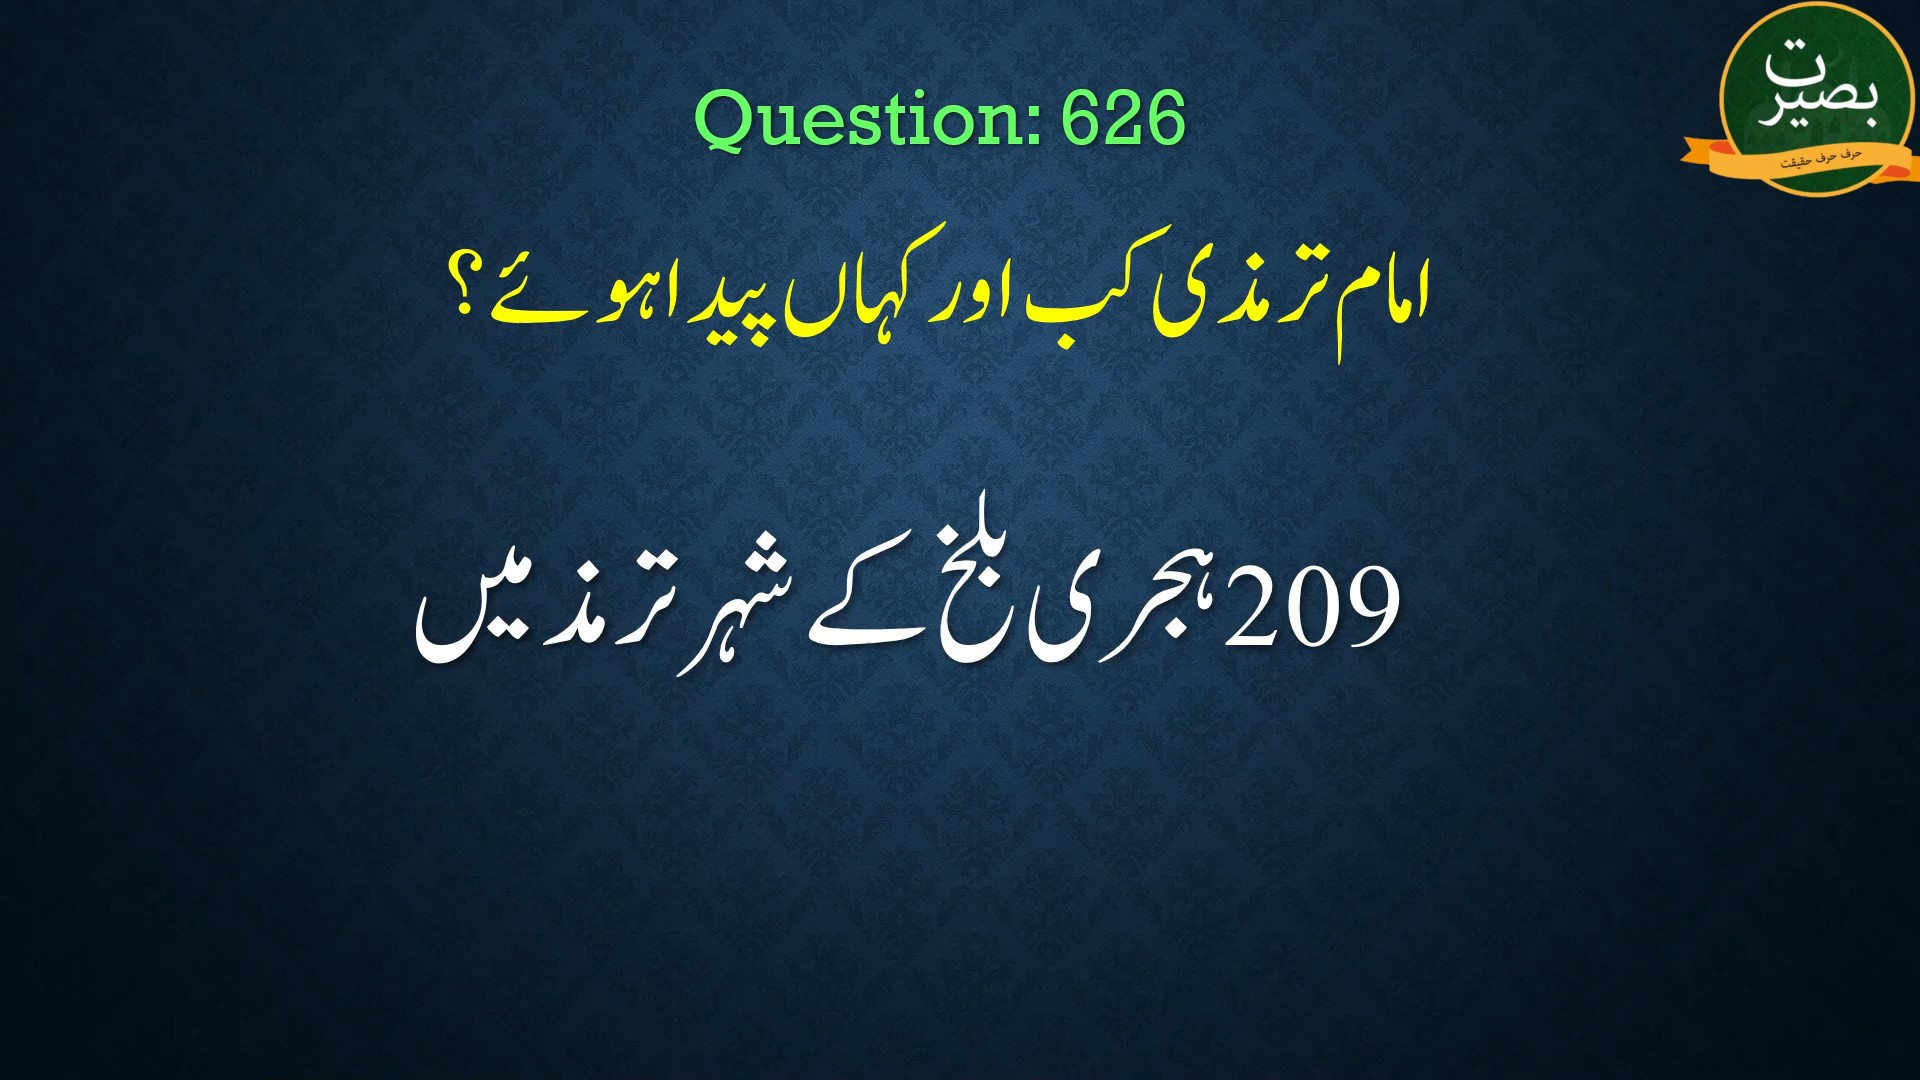 بصیرت
حرف حرف حقیقت
Question: 626
امام ترمذی کب اور کہاں پیدا ہوئے؟
209 ہجری بلخ کے شہر ترمذ میں